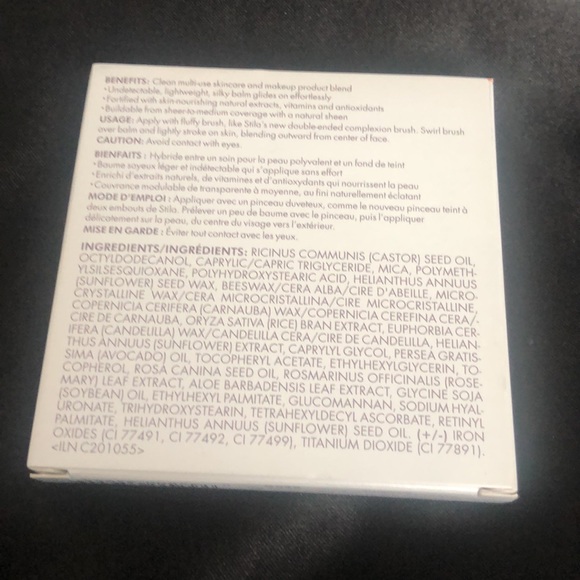 BENEFITS: Clean multi-use skincare and makeup product blend
•Undetectable, lightweight, silky balm glides on effortlessly
•Fortified with skin-nourishing natural extracts, vitamins and antioxidants
•Buildable from sheer-to-medium coverage with a natural sheen
USAGE: Apply with fluffy brush, like Stila's new double-ended complexion brush. Swirl brush
over balm and lightly stroke on skin, blending outward from center of face.
CAUTION: Avoid contact with eyes.
BIENFAITS : Hybride entre un soin pour la peau polyvalent et un fond de teint
•Baume soyeux léger et indétectable qui s'applique sans effort
•Enrichi d'extraits naturels, de vitamines et d'antioxydants qui nourrissent la peau
•Couvrance modulable de transparente à moyenne, au fini naturellement éclatant
MODE D'EMPLOI : Appliquer avec un pinceau duveteux, comme le nouveau pinceau teint à
deux embouts de Stila. Prélever un peu de baume avec le pinceau, puis l'appliquer
délicatement sur la peau, du centre du visage vers l'extérieur.
MISE EN GARDE : Éviter tout contact avec les yeux.
INGREDIENTS/INGRÉDIENTS: RICINUS COMMUNIS (CASTOR) SEED OIL,
OCTYLDODECANOL, CAPRYLIC/CAPRIC TRIGLYCERIDE, MICA, POLYMETH-
YLSILSESQUIOXANE, POLYHYDROXYSTEARIC ACID, HELIANTHUS ANNUUS
(SUNFLOWER) SEED WAX, BEESWAX/CERA ALBA/CIRE D'ABEILLE, MICRO-
CRYSTALLINE WAX/CERA MICROCRISTALLINA/CIRE MICROCRISTALLINE,
COPERNICIA CERIFERA (CARNAUBA) WAX/COPERNICIA CEREFINA CERA/-
CIRE DE CARNAUBA, ORYZA SATIVA (RICE) BRAN EXTRACT, EUPHORBIA CER-
IFERA (CANDELILLA) WAX/CANDELILLA CERA/CIRE DE CANDELILLA, HELIAN-
THUS ANNUUS (SUNFLOWER) EXTRACT, CAPRYLYL GLYCOL, PERSEA GRATIS-
SIMA (AVOCADO) OIL, TOCOPHERYL ACETATE, ETHYLHEXYLGLYCERIN, TO-
COPHEROL, ROSA CANINA SEED OIL, ROSMARINUS OFFICINALIS (ROSE-
MARY) LEAF EXTRACT, ALOE BARBADENSIS LEAF EXTRACT, GLYCINE SOJA
(SOYBEAN) OIL, ETHYLHEXYL PALMITATE, GLUCOMANNAN, SODIUM HYAL-
URONATE, TRIHYDROXYSTEARIN, TETRAHEXYLDECYL ASCORBATE, RETINYL
PALMITATE, HELIANTHUS ANNUUS (SUNFLOWER) SEED OIL. (+/-) IRON
OXIDES (CI 77491, CI 77492, CI 77499), TITANIUM DIOXIDE (CI 77891).
<ILN C201055>